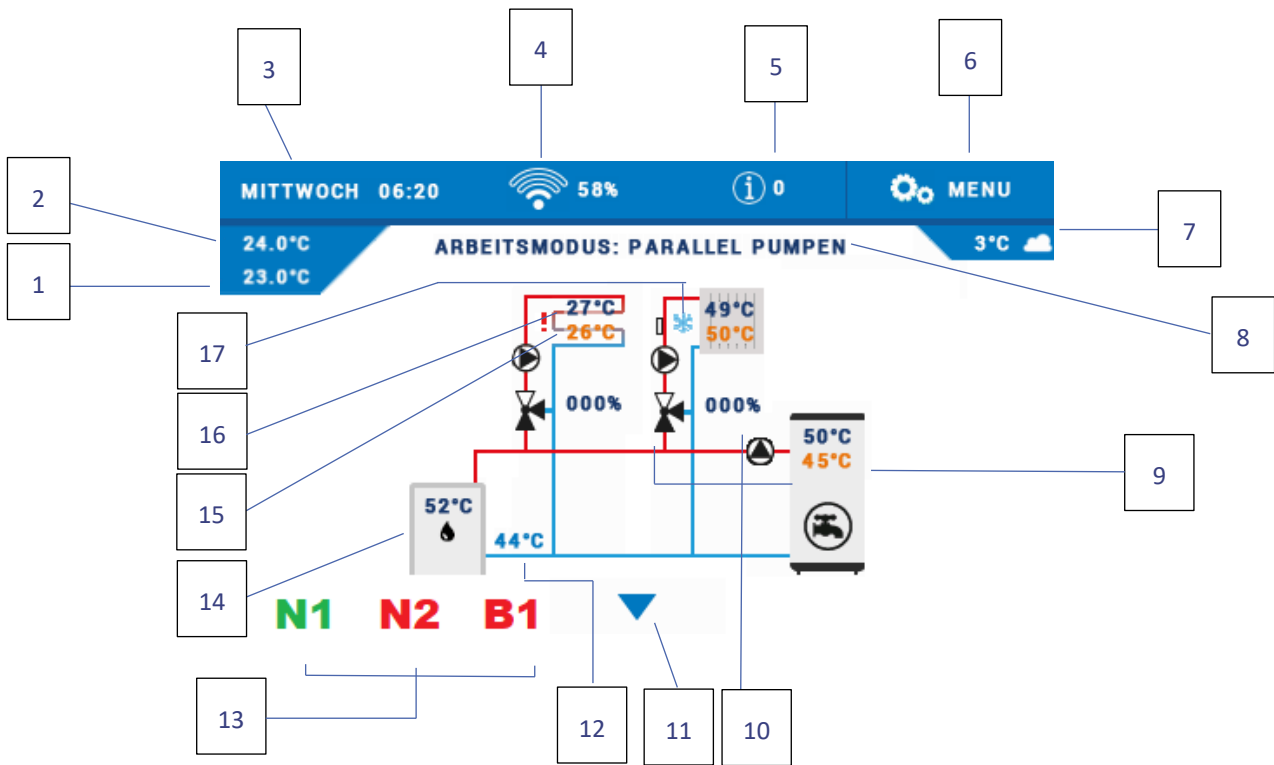 4
5
6
3
MITTWOCH 06:20 58% i 0 MENU
2
7
24.0°C ARBEITSMODUS: PARALLEL PUMPEN 3°C
23.0°C
1
27°C 49°C
! 26°C 50°C
17
8
16
000% 000%
50°C
45°C
9
15
52°C
44°C
14
N1 N2 B1
13
12
11
10